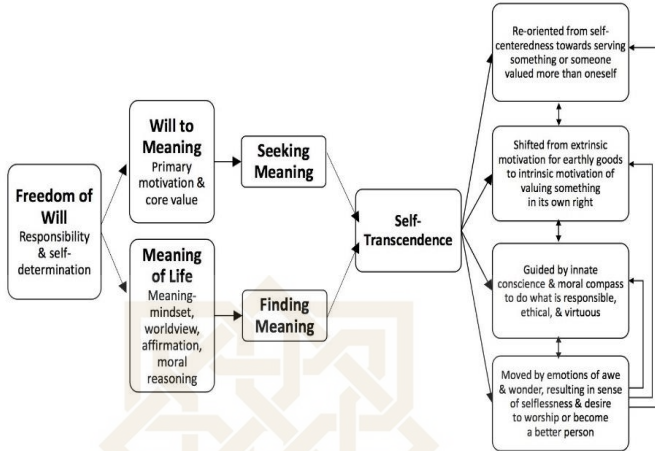 Freedom of
Will
Responsibility
& self-
determination
Will to
Meaning
Primary
motivation &
core value
Meaning
of Life
Meaning-
mindset,
worldview,
affirmation,
moral
reasoning
Seeking
Meaning
Finding
Meaning
Self-
Transcendence
Re-oriented from self-
centeredness towards serving
something or someone
valued more than oneself
Shifted from extrinsic
motivation for earthly goods
to intrinsic motivation of
valuing something
in its own right
Guided by innate
conscience & moral compass
to do what is responsible,
ethical, & virtuous
Moved by emotions of awe
& wonder, resulting in sense
of selflessness & desire
to worship or become
a better person